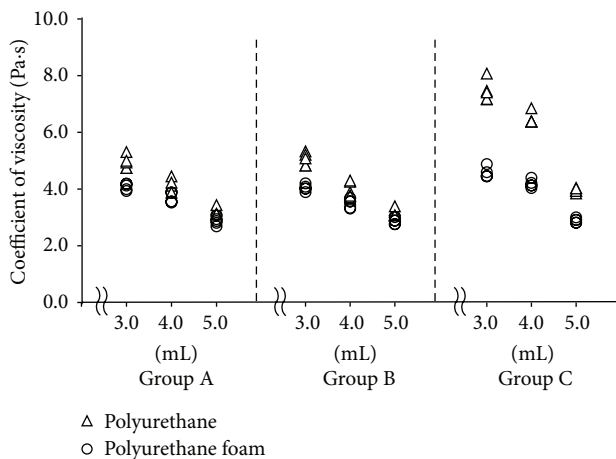 Coefficient of viscosity (Pa·s)
10.0
8.0
6.0
4.0
2.0
0.0
3.0 4.0 5.0 3.0 4.0 5.0 3.0 4.0 5.0
(mL) (mL) (mL)
Group A Group B Group C
Polyurethane
Polyurethane foam